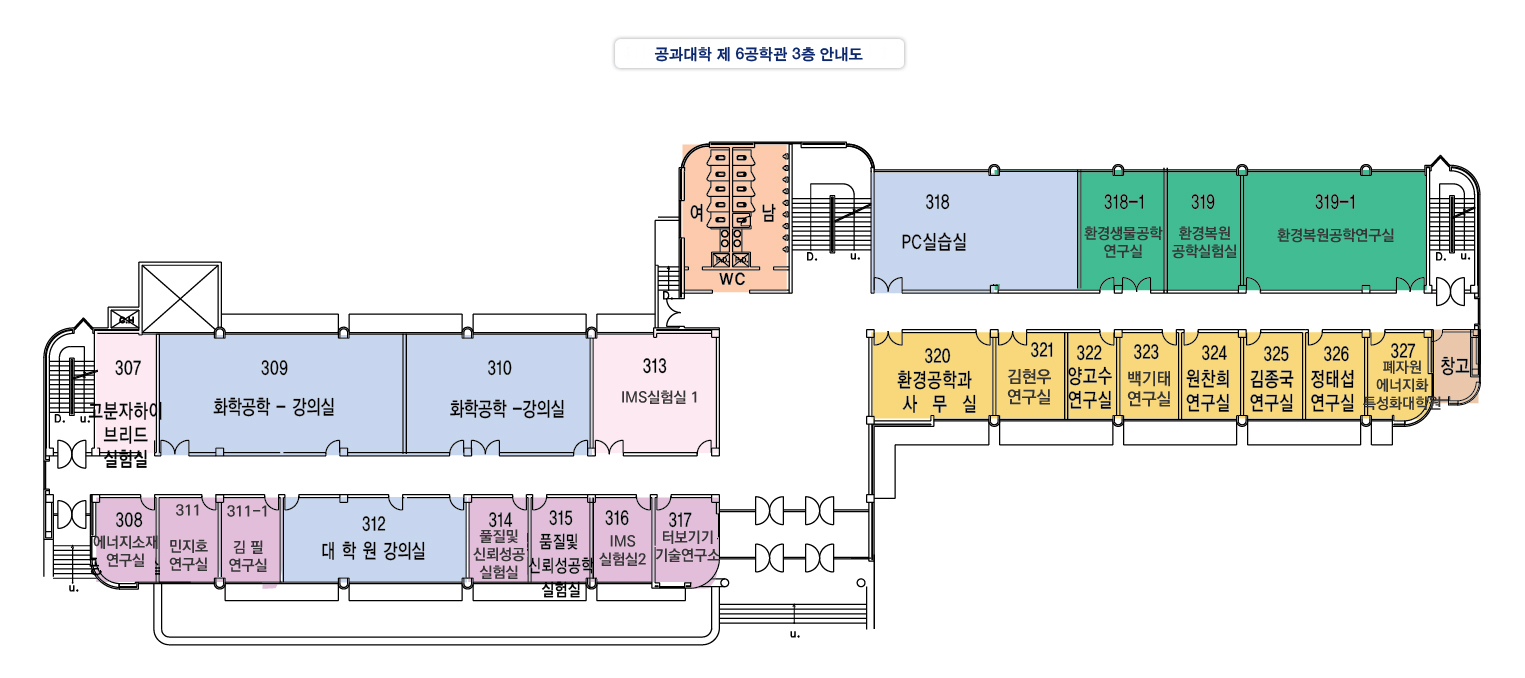 공과대학 제 6공학관 3층 안내도
여 남
WC
D. u.
318
PC실습실
318-1
환경생물공학
연구실
319
환경복원
공학실험실
319-1
환경복원공학연구실
D. u.
307
고분자하이
브리드
실험실
D. u.
309
화학공학 - 강의실
310
화학공학 -강의실
313
IMS실험실 1
320
환경공학과
사 무 실
321
김현우
연구실
322
양고수
연구실
323
백기태
연구실
324
원찬희
연구실
325
김종국
연구실
326
정태섭
연구실
327
폐자원
에너지화
특성화대학원
창고
308
에너지소재
연구실
311
민지호
연구실
311-1
김 필
연구실
312
대 학 원 강의실
314
풀질및
신뢰성공
실험실
315
품질및
신뢰성공학
실험실
316
IMS
실험실2
317
터보기기
기술연구소
u.
u.